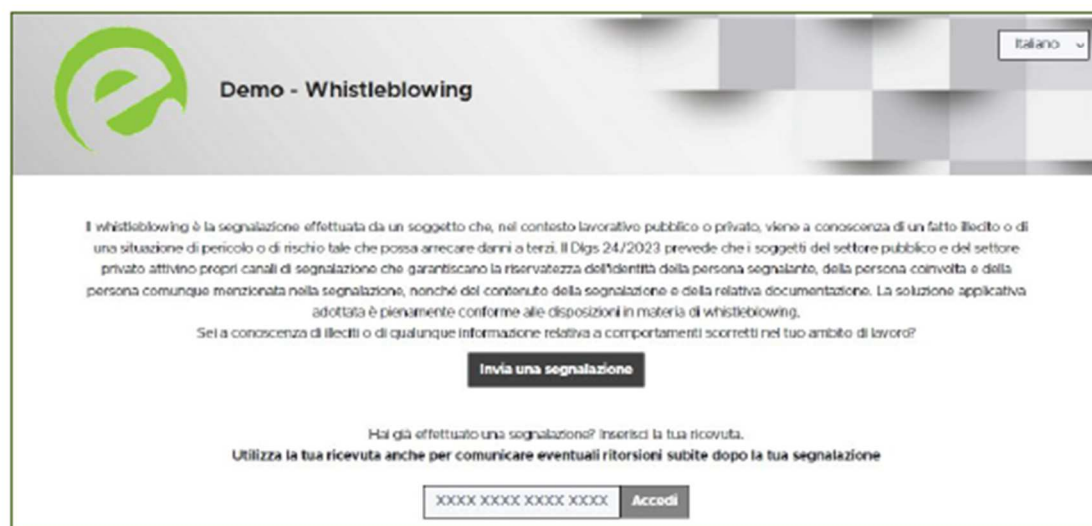 Italiano
Demo - Whistleblowing
Il whistleblowing è la segnalazione effettuata da un soggetto che, nel contesto lavorativo pubblico o privato, viene a conoscenza di un fatto illecito o di
una situazione di pericolo o di rischio tale che possa arrecare danni a terzi. Il Dlgs 24/2023 prevede che i soggetti del settore pubblico e del settore
privato attivino propri canali di segnalazione che garantiscano la riservatezza dell'identità della persona segnalante, della persona coinvolta e della
persona comunque menzionata nella segnalazione, nonché del contenuto della segnalazione e della relativa documentazione. La soluzione applicativa
adottata è pienamente conforme alle disposizioni in materia di whistleblowing.
Sei a conoscenza di illeciti o di qualunque informazione relativa a comportamenti scorretti nel tuo ambito di lavoro?
Invia una segnalazione
Hai già effettuato una segnalazione? Inserisci la tua ricevuta.
Utilizza la tua ricevuta anche per comunicare eventuali ritorsioni subite dopo la tua segnalazione
XXXX XXXX XXXX XXXX Accedi